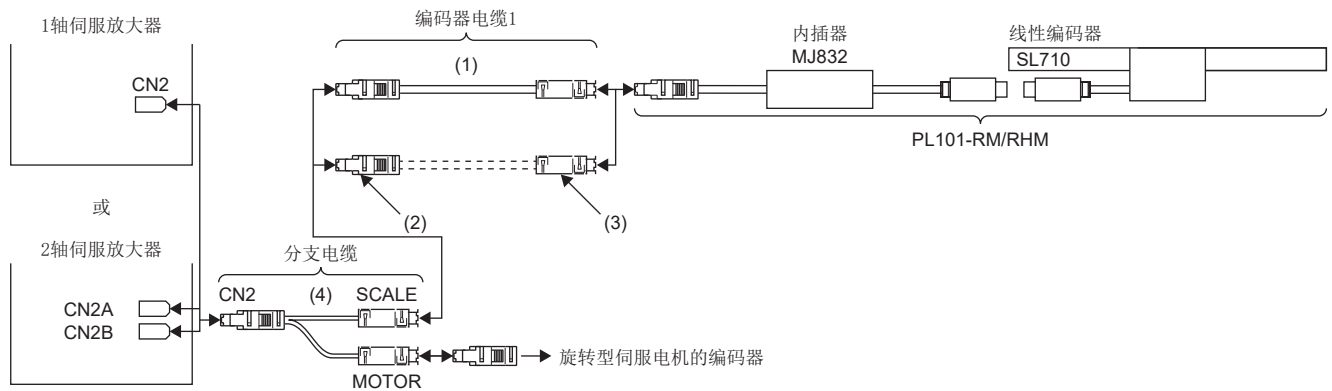 1轴伺服放大器
CN2
或
2轴伺服放大器
CN2A
CN2B
编码器电缆1
(1)
(2)
(3)
内插器
MJ832
线性编码器
SL710
PL101-RM/RHM
分支电缆
CN2
(4)
SCALE
MOTOR
旋转型伺服电机的编码器